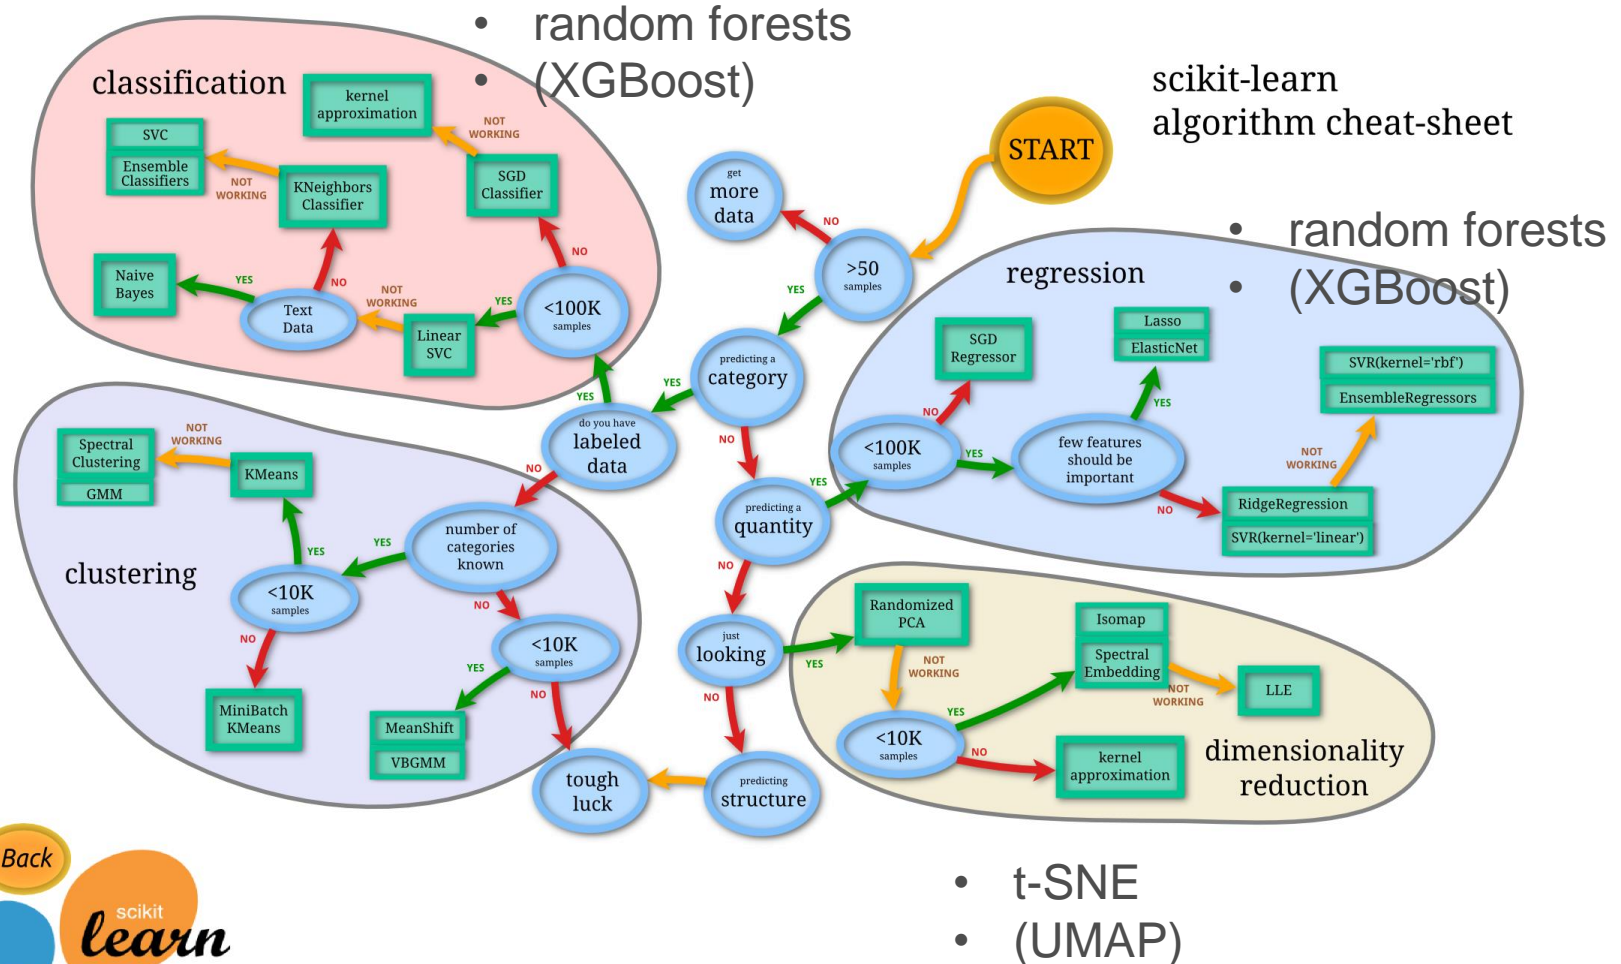 • random forests
• (XGBoost)
scikit-learn
algorithm cheat-sheet
START
classification
kernel
approximation
NOT
WORKING
SVC
Ensemble
Classifiers
NOT
WORKING
KNeighbors
Classifier
SGD
Classifier
NO
Naive
Bayes
YES
NO
Text
Data
NOT
WORKING
Linear
SVC
YES
<100K
samples
get
more
data
NO
>50
samples
YES
predicting a
category
YES
NO
YES
do you have
labeled
data
NO
• random forests
• (XGBoost)
regression
SGD
Regressor
Lasso
ElasticNet
SVR(kernel='rbf')
EnsembleRegressors
NO
YES
<100K
samples
YES
few features
should be
important
NOT
WORKING
NO
RidgeRegression
SVR(kernel='linear')
YES
predicting a
quantity
NO
clustering
Spectral
Clustering
GMM
NOT
WORKING
KMeans
YES
YES
number of
categories
known
<10K
samples
NO
NO
<10K
samples
YES
NO
MiniBatch
KMeans
MeanShift
VBGMM
just
looking
YES
NO
tough
luck
predicting
structure
Randomized
PCA
NOT
WORKING
Isomap
Spectral
Embedding
NOT
WORKING
LLE
YES
<10K
samples
NO
kernel
approximation
dimensionality
reduction
Back
scikit
learn
• t-SNE
• (UMAP)